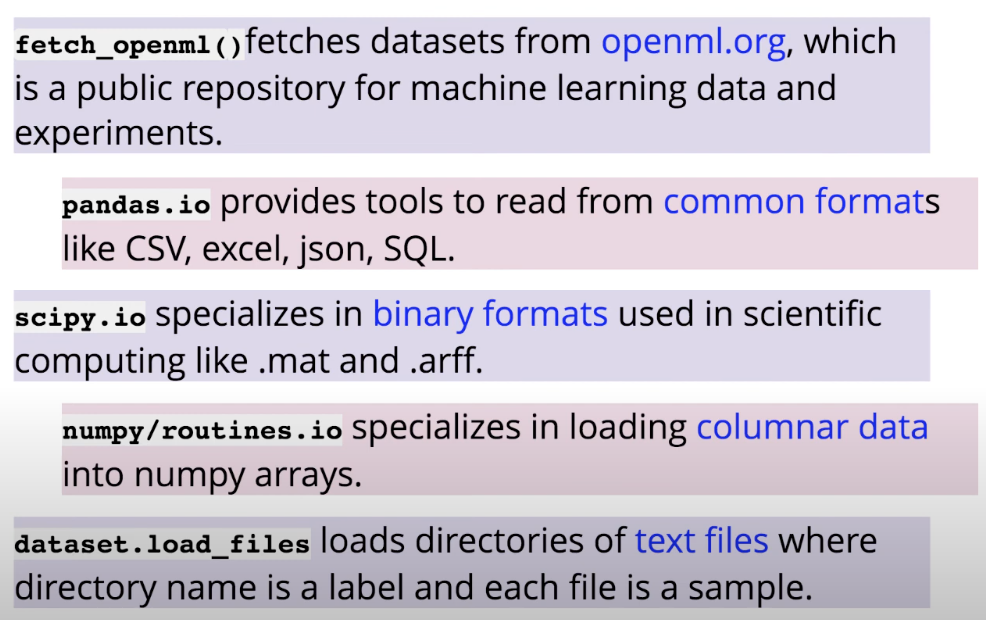 fetch_openml()fetches datasets from openml.org, which
is a public repository for machine learning data and
experiments.
pandas.io provides tools to read from common formats
like CSV, excel, json, SQL.
scipy.io specializes in binary formats used in scientific
computing like .mat and .arff.
numpy/routines.io specializes in loading columnar data
into numpy arrays.
dataset.load_files loads directories of text files where
directory name is a label and each file is a sample.